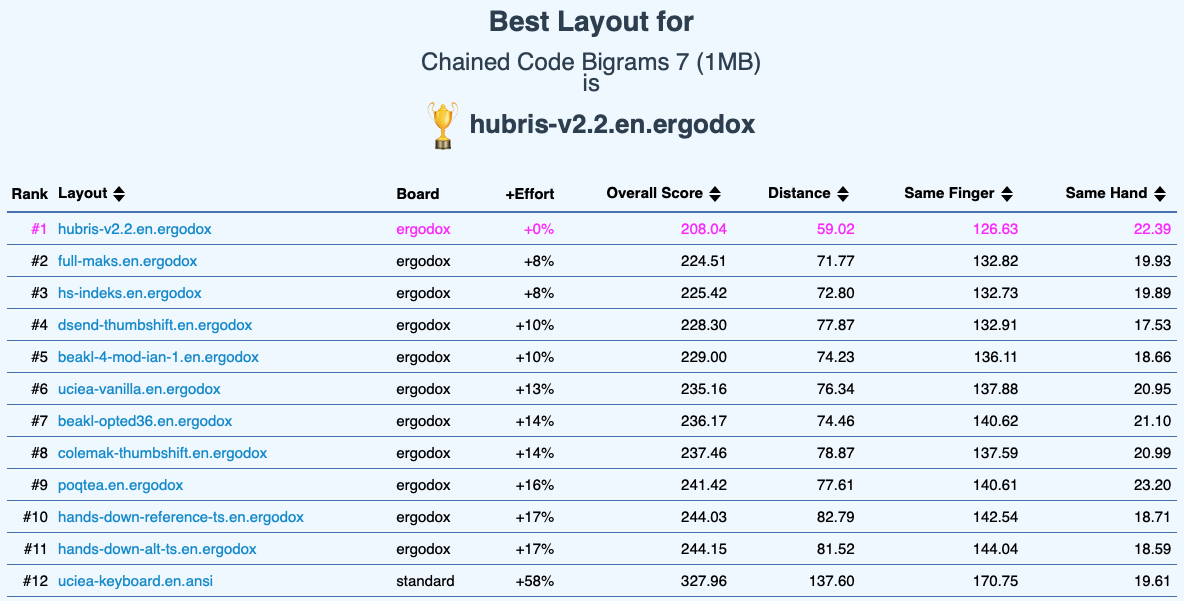 Best Layout for
Chained Code Bigrams 7 (1MB)
is
hubris-v2.2.en.ergodox
Rank Layout Board +Effort Overall Score Distance Same Finger Same Hand
#1 hubris-v2.2.en.ergodox ergodox +0% 208.04 59.02 126.63 22.39
#2 full-maks.en.ergodox ergodox +8% 224.51 71.77 132.82 19.93
#3 hs-indeks.en.ergodox ergodox +8% 225.42 72.80 132.73 19.89
#4 dsend-thumbshift.en.ergodox ergodox +10% 228.30 77.87 132.91 17.53
#5 beakl-4-mod-ian-1.en.ergodox ergodox +10% 229.00 74.23 136.11 18.66
#6 uciea-vanilla.en.ergodox ergodox +13% 235.16 76.34 137.88 20.95
#7 beakl-opted36.en.ergodox ergodox +14% 236.17 74.46 140.62 21.10
#8 colemak-thumbshift.en.ergodox ergodox +14% 237.46 78.87 137.59 20.99
#9 poqtea.en.ergodox ergodox +16% 241.42 77.61 140.61 23.20
#10 hands-down-reference-ts.en.ergodox ergodox +17% 244.03 82.79 142.54 18.71
#11 hands-down-alt-ts.en.ergodox ergodox +17% 244.15 81.52 144.04 18.59
#12 uciea-keyboard.en.ansi standard +58% 327.96 137.60 170.75 19.61